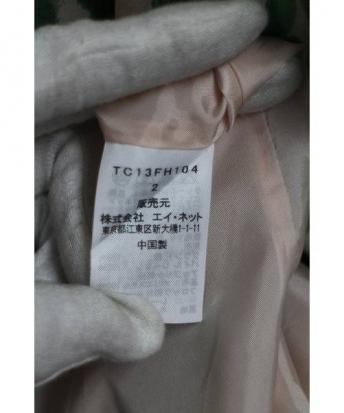 TC13FH104
2
販売元
株式会社 エイ・ネット
東京都江東区新大橋1-1-11
中国製